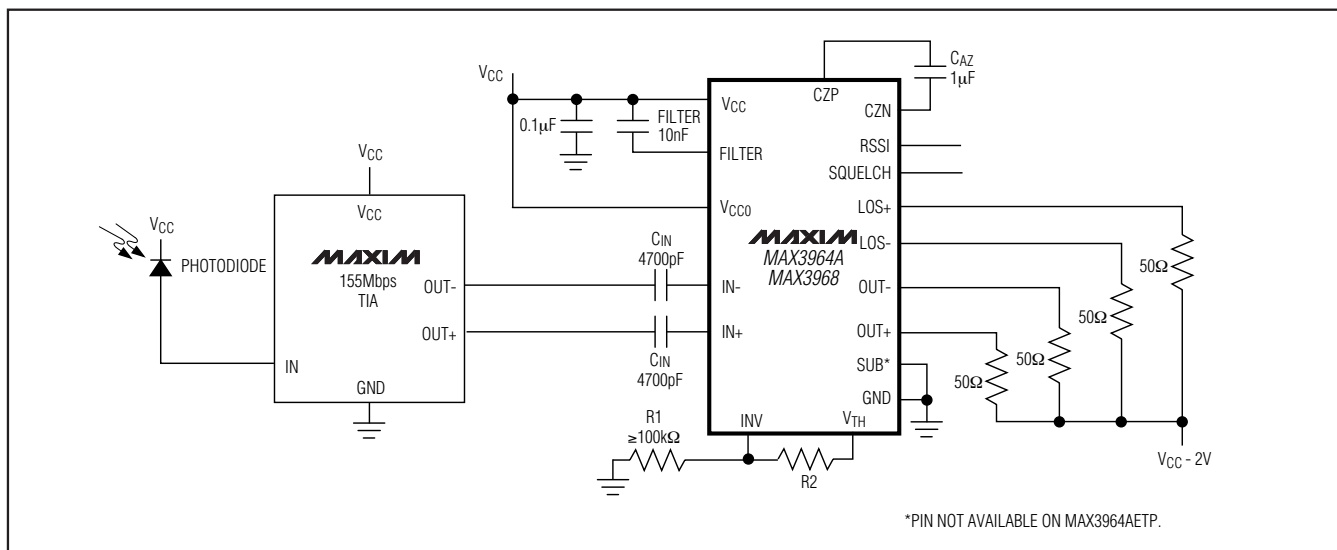 VCC
PHOTODIODE
VCC
VCC
MAXIM
155Mbps
TIA
OUT-
OUT+
IN
GND
VCC
0.1µF
FILTER
10nF
CIN
4700pF
CIN
4700pF
R1
≥100kΩ
R2
CAZ
1µF
CZP
VCC
CZN
FILTER
RSSI
SQUELCH
VCCO
LOS+
MAXIM
MAX3964A
MAX3968
LOS-
IN-
OUT-
IN+
OUT+
SUB*
GND
INV
VTH
50Ω
50Ω
50Ω
50Ω
VCC - 2V
*PIN NOT AVAILABLE ON MAX3964AETP.